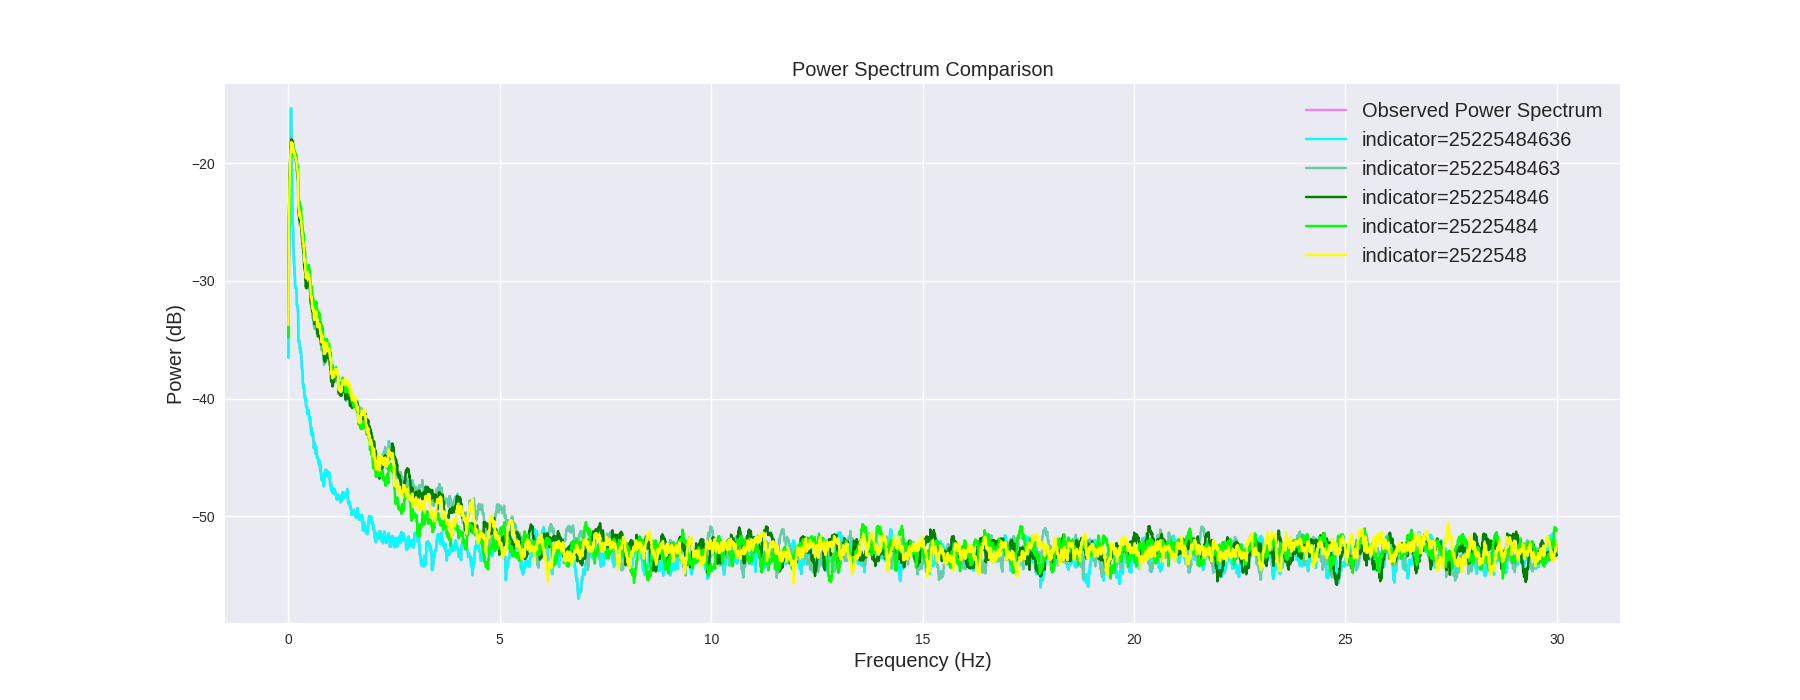 Power Spectrum Comparison
Observed Power Spectrum
indicator=25225484636
indicator=2522548463
indicator=252254846
indicator=25225484
indicator=2522548
−20
−30
−40
−50
Power (dB)
0 5 10 15 20 25 30
Frequency (Hz)